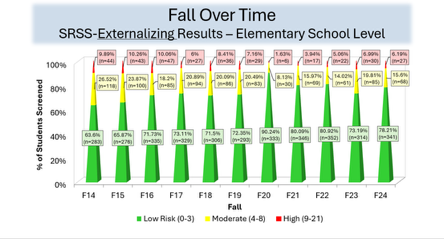 Fall Over Time
SRSS-Externalizing Results – Elementary School Level
% of Students Screened
100%
80%
60%
40%
20%
0%
9.89% (n=44)
10.26% (n=43)
10.06% (n=47)
6% (n=27)
8.41% (n=36)
7.16% (n=29)
1.63% (n=6)
3.94% (n=17)
5.06% (n=22)
6.99% (n=30)
6.19% (n=27)
26.52% (n=118)
23.87% (n=100)
18.2% (n=85)
20.89% (n=94)
20.09% (n=86)
20.49% (n=83)
8.13% (n=30)
15.97% (n=69)
14.02% (n=61)
19.81% (n=85)
15.6% (n=68)
63.6% (n=283)
65.87% (n=276)
71.73% (n=335)
73.11% (n=329)
71.5% (n=306)
72.35% (n=293)
90.24% (n=333)
80.09% (n=346)
80.92% (n=352)
73.19% (n=314)
78.21% (n=341)
F14 F15 F16 F17 F18 F19 F20 F21 F22 F23 F24
Fall
Low Risk (0-3) Moderate (4-8) High (9-21)